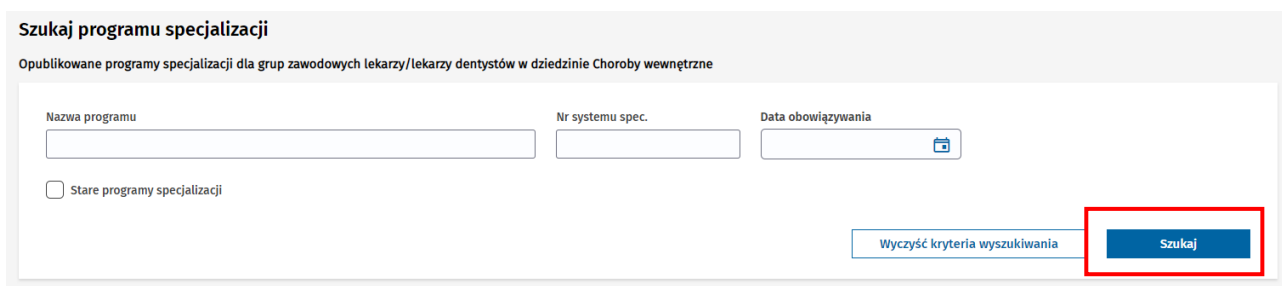 Szukaj programu specjalizacji
Opublikowane programy specjalizacji dla grup zawodowych lekarzy/lekarzy dentystów w dziedzinie Choroby wewnętrzne
Nazwa programu Nr systemu spec. Data obowiązywania
Stare programy specjalizacji
Wyczyść kryteria wyszukiwania Szukaj